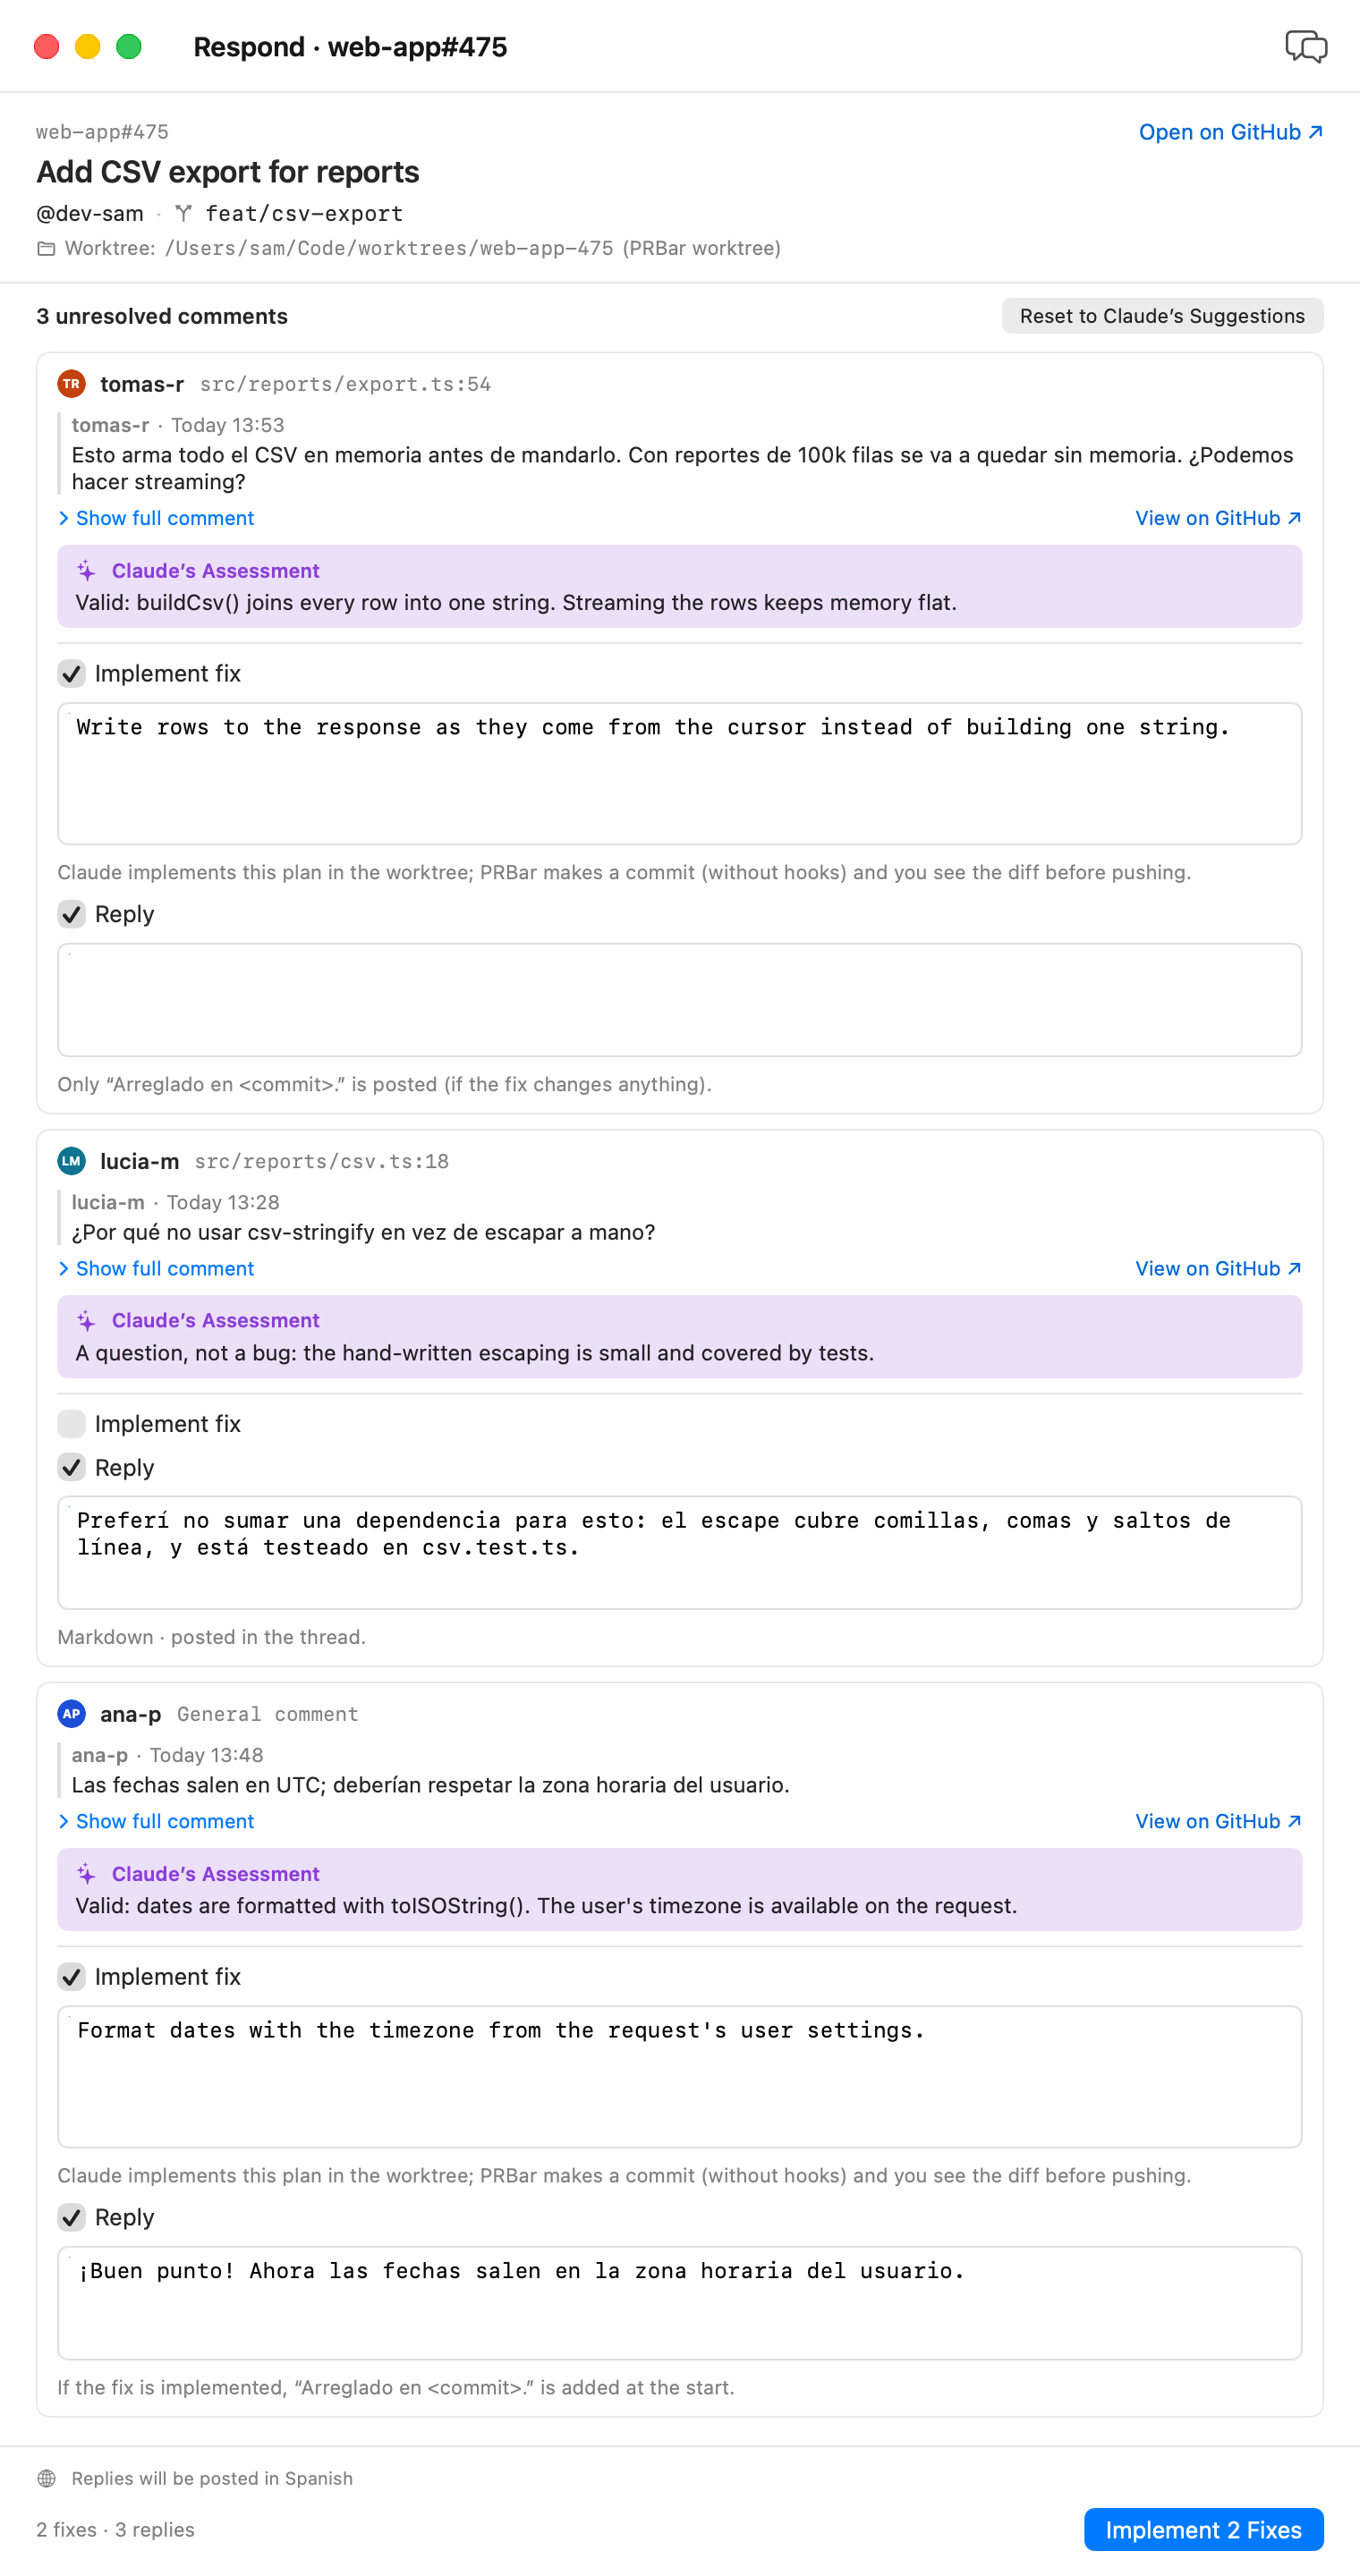 Respond · web-app#475
web-app#475
Open on GitHub ↗
Add CSV export for reports
@dev-sam · feat/csv-export
Worktree: /Users/sam/Code/worktrees/web-app-475 (PRBar worktree)
3 unresolved comments
Reset to Claude’s Suggestions
TR tomas-r src/reports/export.ts:54
tomas-r · Today 13:53
Esto arma todo el CSV en memoria antes de mandarlo. Con reportes de 100k filas se va a quedar sin memoria. ¿Podemos
hacer streaming?
> Show full comment
View on GitHub ↗
Claude’s Assessment
Valid: buildCsv() joins every row into one string. Streaming the rows keeps memory flat.
Implement fix
Write rows to the response as they come from the cursor instead of building one string.
Claude implements this plan in the worktree; PRBar makes a commit (without hooks) and you see the diff before pushing.
Reply
Only “Arreglado en <commit>.” is posted (if the fix changes anything).
LM lucia-m src/reports/csv.ts:18
lucia-m · Today 13:28
¿Por qué no usar csv-stringify en vez de escapar a mano?
> Show full comment
View on GitHub ↗
Claude’s Assessment
A question, not a bug: the hand-written escaping is small and covered by tests.
Implement fix
Reply
Preferí no sumar una dependencia para esto: el escape cubre comillas, comas y saltos de
línea, y está testeado en csv.test.ts.
Markdown · posted in the thread.
AP ana-p General comment
ana-p · Today 13:48
Las fechas salen en UTC; deberían respetar la zona horaria del usuario.
> Show full comment
View on GitHub ↗
Claude’s Assessment
Valid: dates are formatted with toISOString(). The user's timezone is available on the request.
Implement fix
Format dates with the timezone from the request's user settings.
Claude implements this plan in the worktree; PRBar makes a commit (without hooks) and you see the diff before pushing.
Reply
¡Buen punto! Ahora las fechas salen en la zona horaria del usuario.
If the fix is implemented, “Arreglado en <commit>.” is added at the start.
Replies will be posted in Spanish
2 fixes · 3 replies
Implement 2 Fixes